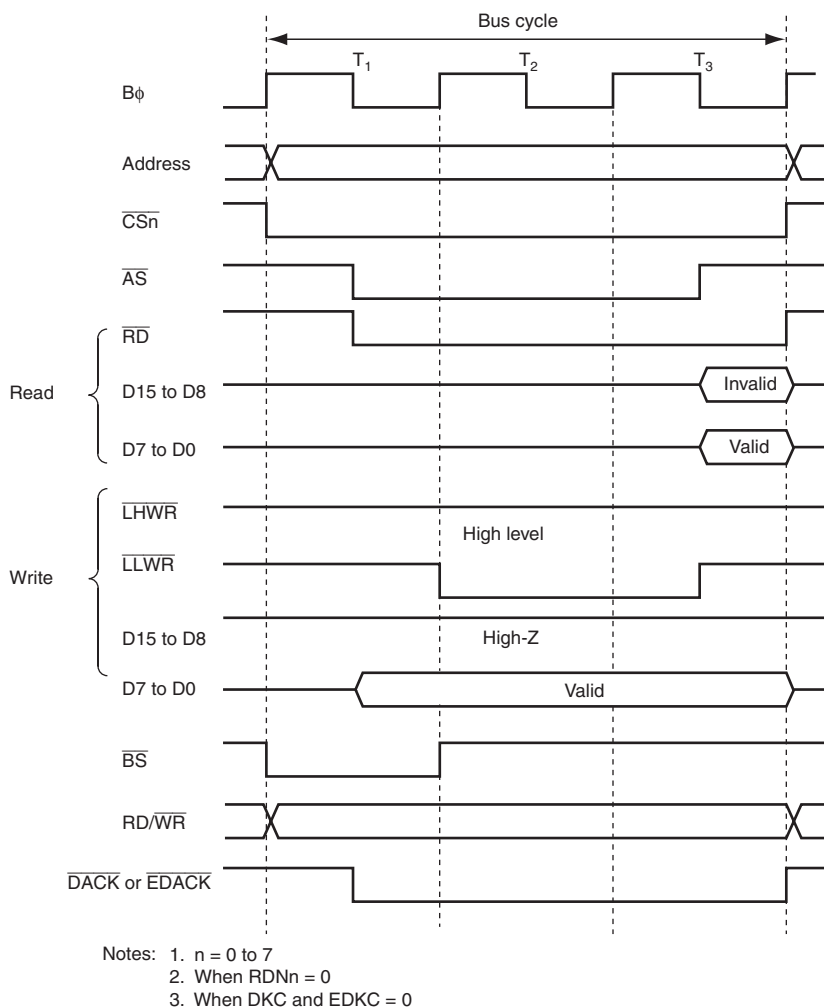 Bus cycle
T1 T2 T3
Bϕ
Address
CSn
AS
RD
Read
D15 to D8 Invalid
D7 to D0 Valid
LHWR
High level
Write
LLWR
D15 to D8 High-Z
D7 to D0 Valid
BS
RD/WR
DACK or EDACK
Notes: 1. n = 0 to 7
2. When RDNn = 0
3. When DKC and EDKC = 0